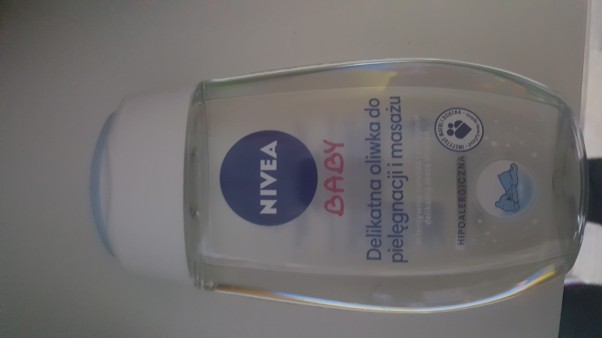 NIVEA
BABY
Delikatna oliwka do
pielęgnacji i masażu
HIPOALERGICZNA